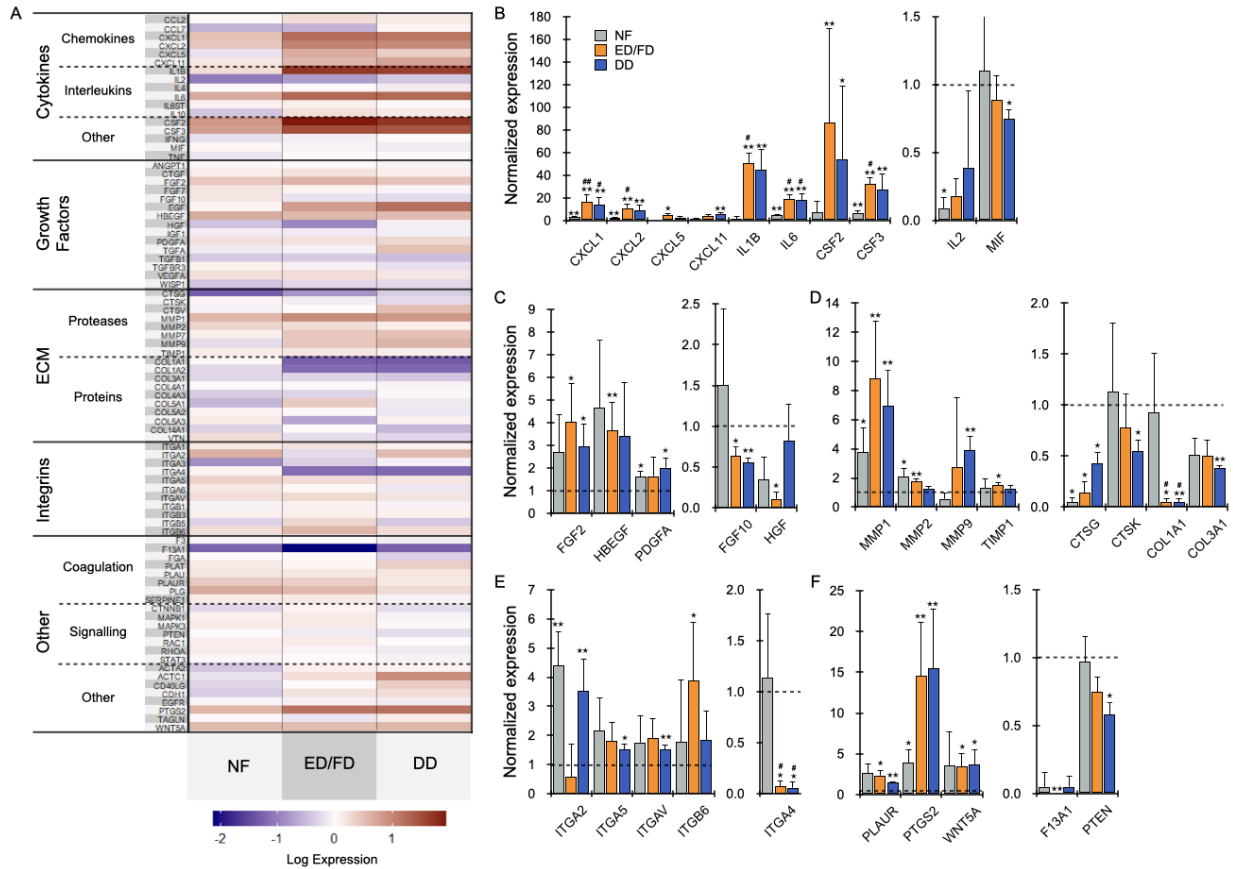 A
Cytokines
Chemokines
CCL2
CCL7
CXCL1
CXCL2
CXCL5
CXCL11
Interleukins
IL1B
IL2
IL4
IL6
IL6ST
IL10
Other
CSF2
CSF3
IFNG
MIF
TNF
Growth
Factors
ANGPT1
CTGF
FGF2
FGF7
FGF10
EGF
HBEGF
HGF
IGF1
PDGFA
TGFA
TGFB1
TGFBR3
VEGFA
WISP1
ECM
Proteases
CTSG
CTSK
CTSV
MMP1
MMP2
MMP7
MMP9
TIMP1
Proteins
COL1A1
COL1A2
COL3A1
COL4A1
COL4A3
COL5A1
COL5A2
COL5A3
COL14A1
VTN
Integrins
ITGA1
ITGA2
ITGA3
ITGA4
ITGA5
ITGA6
ITGAV
ITGB1
ITGB3
ITGB5
ITGB6
Other
Coagulation
F3
F13A1
FGA
PLAT
PLAU
PLAUR
PLG
SERPINE1
Signalling
CTNNB1
MAPK1
MAPK3
PTEN
RAC1
RHOA
STAT3
Other
ACTA2
ACTC1
CD40LG
CDH1
EGFR
PTGS2
TAGLN
WNT5A
NF ED/FD DD
-2 -1 0 1
Log Expression
B
Normalized expression
180
160
140
120
100
80
60
40
20
0
NF
ED/FD
DD
## #
** ** **
#
** ** **
*
**
#
** **
# #
** ** **
**
*
#
** ** **
CXCL1 CXCL2 CXCL5 CXCL11 IL1B IL6 CSF2 CSF3
1.5
1.0
0.5
0.0
*
*
IL2 MIF
C
Normalized expression
9
8
7
6
5
4
3
2
1
0
* *
**
* *
FGF2 HBEGF PDGFA
2.5
2.0
1.5
1.0
0.5
0.0
* **
*
FGF10 HGF
D
14
12
10
8
6
4
2
0
* ** **
* **
**
*
MMP1 MMP2 MMP9 TIMP1
2.0
1.5
1.0
0.5
0.0
* * *
*
# #
* **
**
CTSG CTSK COL1A1 COL3A1
E
Normalized expression
7
6
5
4
3
2
1
0
** **
*
**
*
ITGA2 ITGA5 ITGAV ITGB6
2.0
1.5
1.0
0.5
0.0
# #
* *
ITGA4
F
25
20
15
10
5
0
* **
* ** **
* *
PLAUR PTGS2 WNT5A
1.5
1.0
0.5
0.0
**
*
F13A1 PTEN